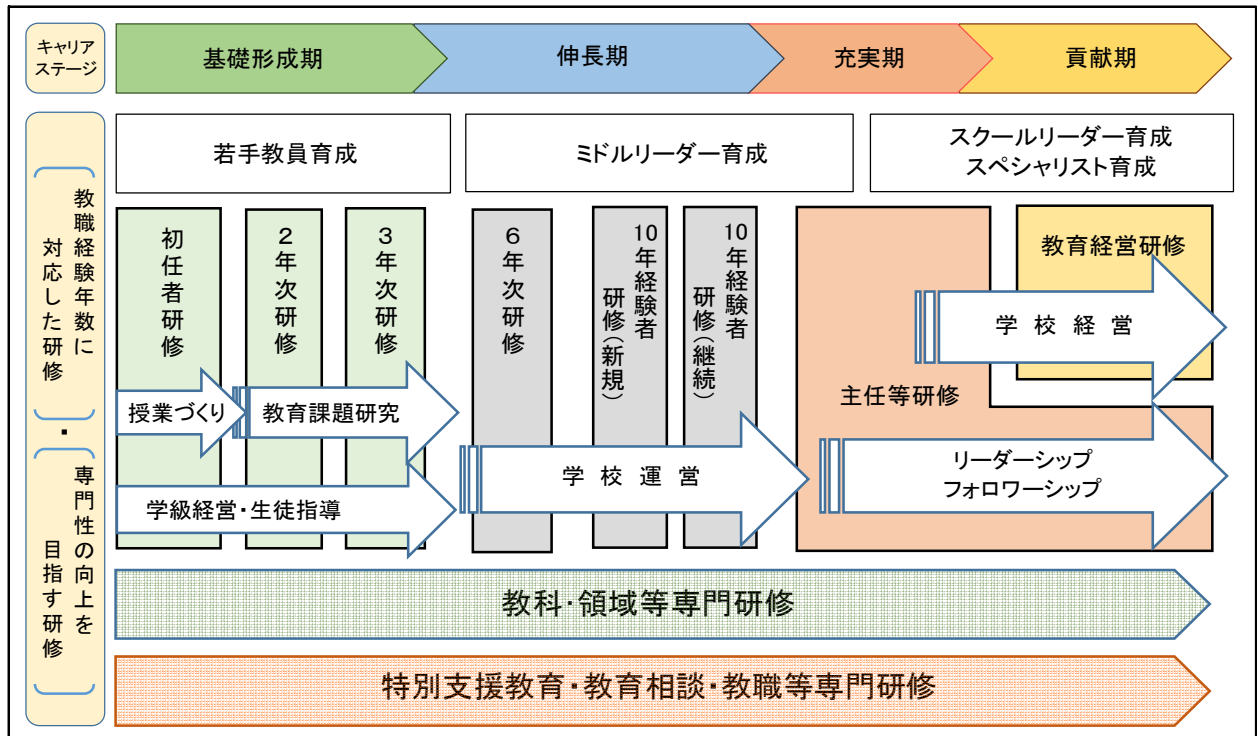 キャリア
ステージ
基礎形成期
伸長期
充実期
貢献期
教職経験年数に
対応した研修
・
専門性の向上を
目指す研修
若手教員育成
ミドルリーダー育成
スクールリーダー育成
スペシャリスト育成
初任者研修
2年次研修
3年次研修
6年次研修
10年経験者
研修(新規)
10年経験者
研修(継続)
主任等研修
教育経営研修
授業づくり
教育課題研究
学級経営・生徒指導
学校運営
学校経営
リーダーシップ
フォロワーシップ
教科・領域等専門研修
特別支援教育・教育相談・教職等専門研修